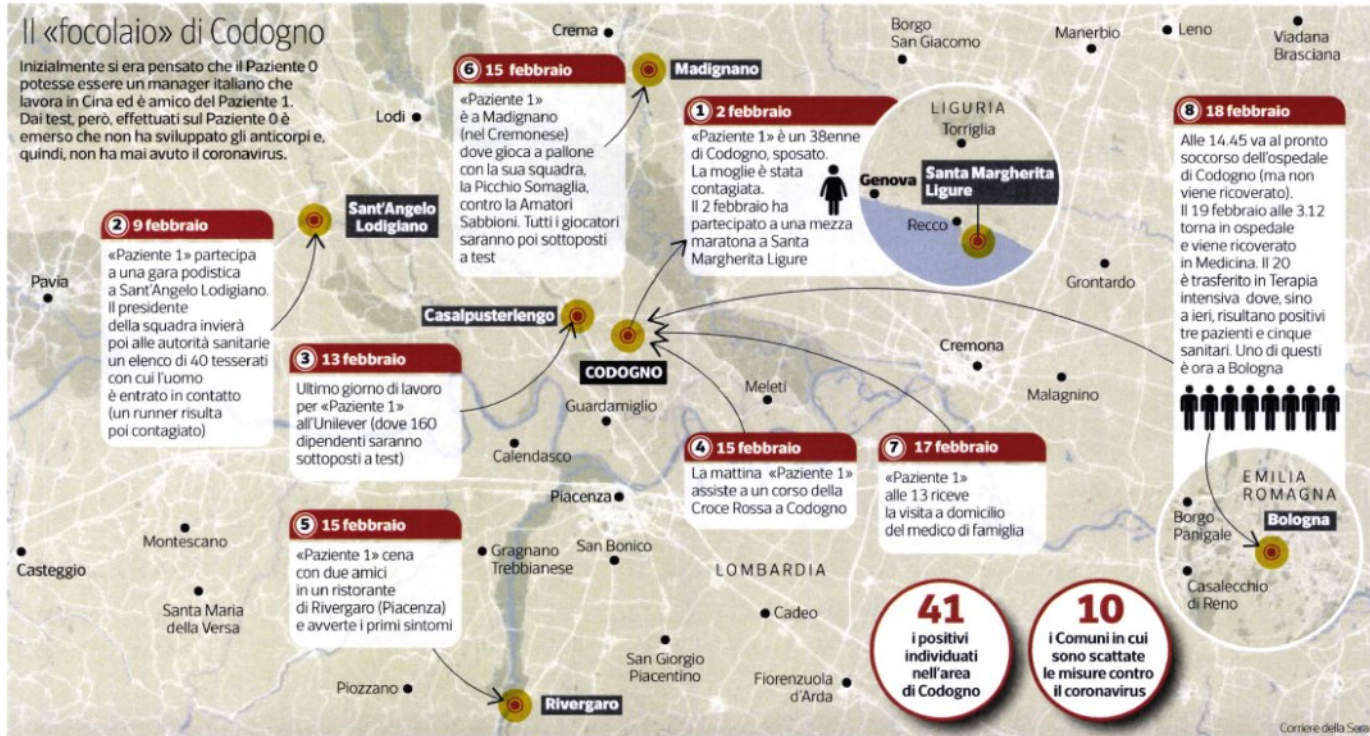 Il «focolaio» di Codogno
Inizialmente si era pensato che il Paziente 0
potesse essere un manager italiano che
lavora in Cina ed è amico del Paziente 1.
Dai test, però, effettuati sul Paziente 0 è
emerso che non ha sviluppato gli anticorpi e,
quindi, non ha mai avuto il coronavirus.
1 2 febbraio
«Paziente 1» è un 38enne
di Codogno, sposato.
La moglie è stata
contagiata.
Il 2 febbraio ha
partecipato a una mezza
maratona a Santa
Margherita Ligure
2 9 febbraio
«Paziente 1» partecipa
a una gara podistica
a Sant'Angelo Lodigiano.
Il presidente
della squadra invierà
poi alle autorità sanitarie
un elenco di 40 tesserati
con cui l'uomo
è entrato in contatto
(un runner risulta
poi contagiato)
3 13 febbraio
Ultimo giorno di lavoro
per «Paziente 1»
all'Unilever (dove 160
dipendenti saranno
sottoposti a test)
4 15 febbraio
La mattina «Paziente 1»
assiste a un corso della
Croce Rossa a Codogno
5 15 febbraio
«Paziente 1» cena
con due amici
in un ristorante
di Rivergaro (Piacenza)
e avverte i primi sintomi
6 15 febbraio
«Paziente 1»
è a Madignano
(nel Cremonese)
dove gioca a pallone
con la sua squadra,
la Picchio Somaglia,
contro la Amatori
Sabbioni. Tutti i giocatori
saranno poi sottoposti
a test
7 17 febbraio
«Paziente 1»
alle 13 riceve
la visita a domicilio
del medico di famiglia
8 18 febbraio
Alle 14.45 va al pronto
soccorso dell'ospedale
di Codogno (ma non
viene ricoverato).
Il 19 febbraio alle 3.12
torna in ospedale
e viene ricoverato
in Medicina. Il 20
è trasferito in Terapia
intensiva dove, sino
a ieri, risultano positivi
tre pazienti e cinque
sanitari. Uno di questi
è ora a Bologna
Crema
Madignano
Lodi
Sant'Angelo
Lodigiano
Pavia
Casalpusterlengo
CODOGNO
Borgo
San Giacomo
Manerbio
Leno
Viadana
Brasciana
LIGURIA
Torriglia
Genova
Santa Margherita
Ligure
Recco
Grontardo
Cremona
Malagnino
Meleti
Guardamiglio
Calendasco
Piacenza
Montescano
Casteggio
Santa Maria
della Versa
Gragnano
Trebbianese
San Bonico
LOMBARDIA
Cadeo
San Giorgio
Piacentino
Fiorenzuola
d'Arda
Piozzano
Rivergaro
EMILIA
ROMAGNA
Borgo
Panigale
Bologna
Casalecchio
di Reno
41
i positivi
individuati
nell'area
di Codogno
10
i Comuni in cui
sono scattate
le misure contro
il coronavirus
Corriere della Sera